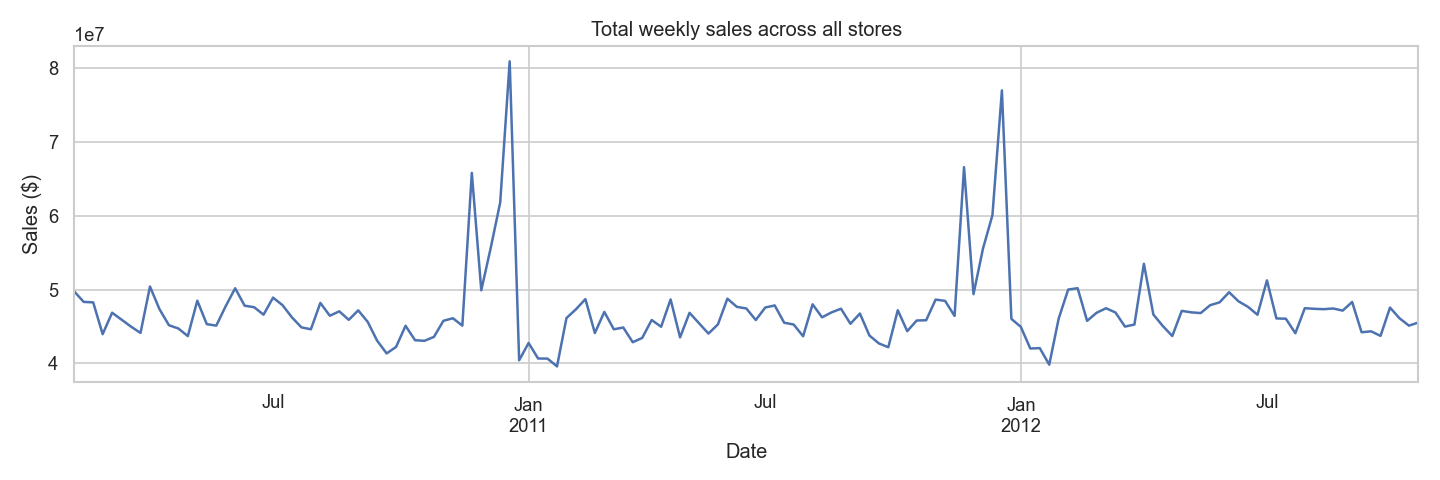 Total weekly sales across all stores
1e7
8
7
6
5
4
Sales ($)
Jul
Jan
2011
Jul
Jan
2012
Jul
Date